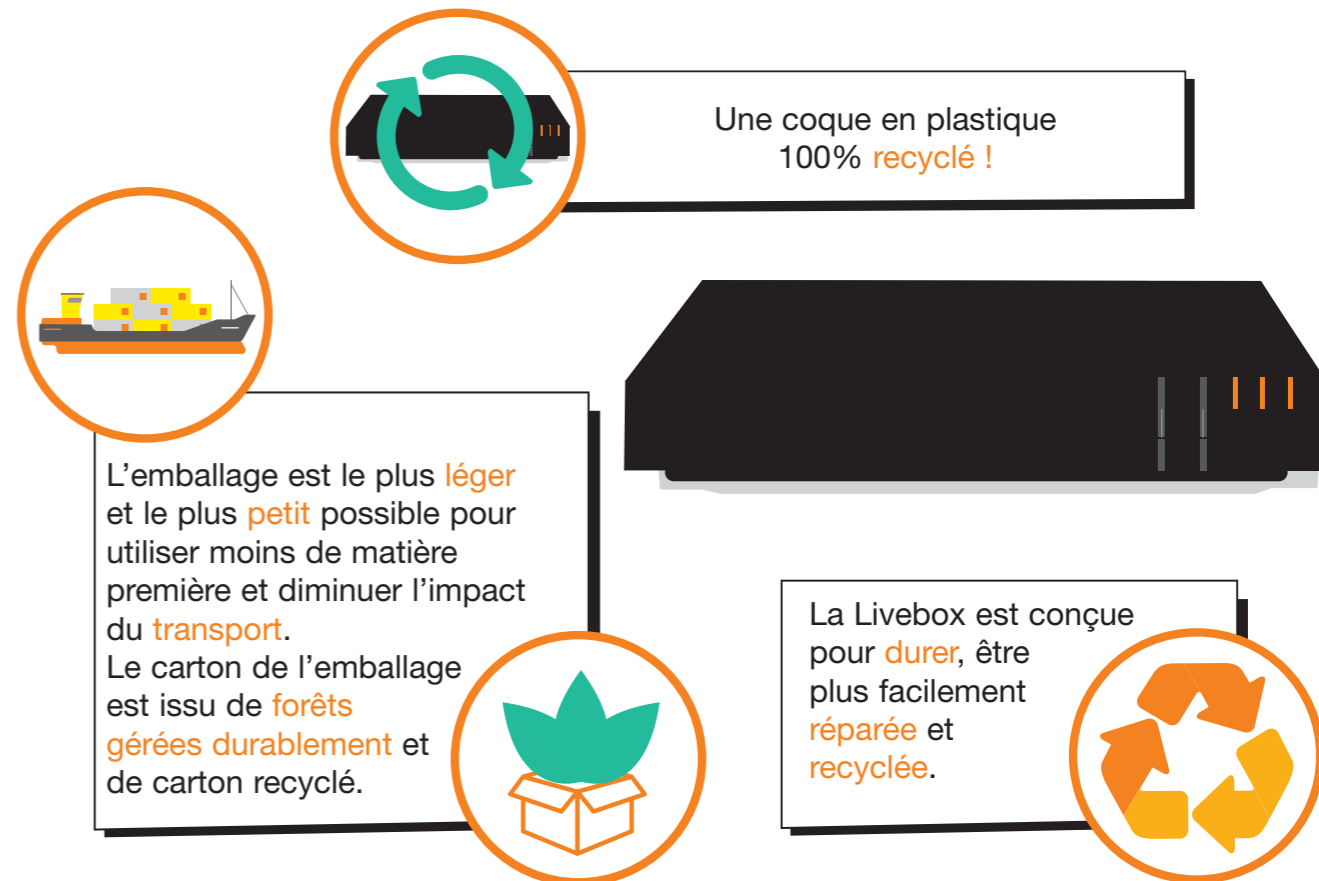 Une coque en plastique
100% recyclé !
L’emballage est le plus léger
et le plus petit possible pour
utiliser moins de matière
première et diminuer l’impact
du transport.
Le carton de l’emballage
est issu de forêts
gérées durablement et
de carton recyclé.
La Livebox est conçue
pour durer, être
plus facilement
réparée et
recyclée.